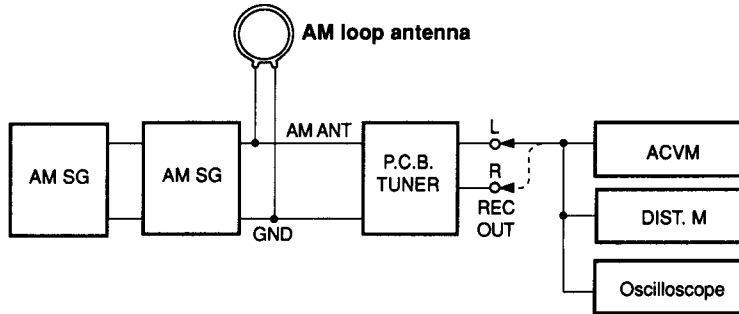 AM loop antenna
AM SG
AM SG
AM ANT
GND
P.C.B.
TUNER
L
R
REC
OUT
ACVM
DIST. M
Oscilloscope